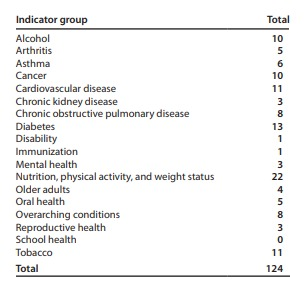 Indicator group Total
Alcohol 10
Arthritis 5
Asthma 6
Cancer 10
Cardiovascular disease 11
Chronic kidney disease 3
Chronic obstructive pulmonary disease 8
Diabetes 13
Disability 1
Immunization 1
Mental health 3
Nutrition, physical activity, and weight status 22
Older adults 4
Oral health 5
Overarching conditions 8
Reproductive health 3
School health 0
Tobacco 11
Total 124